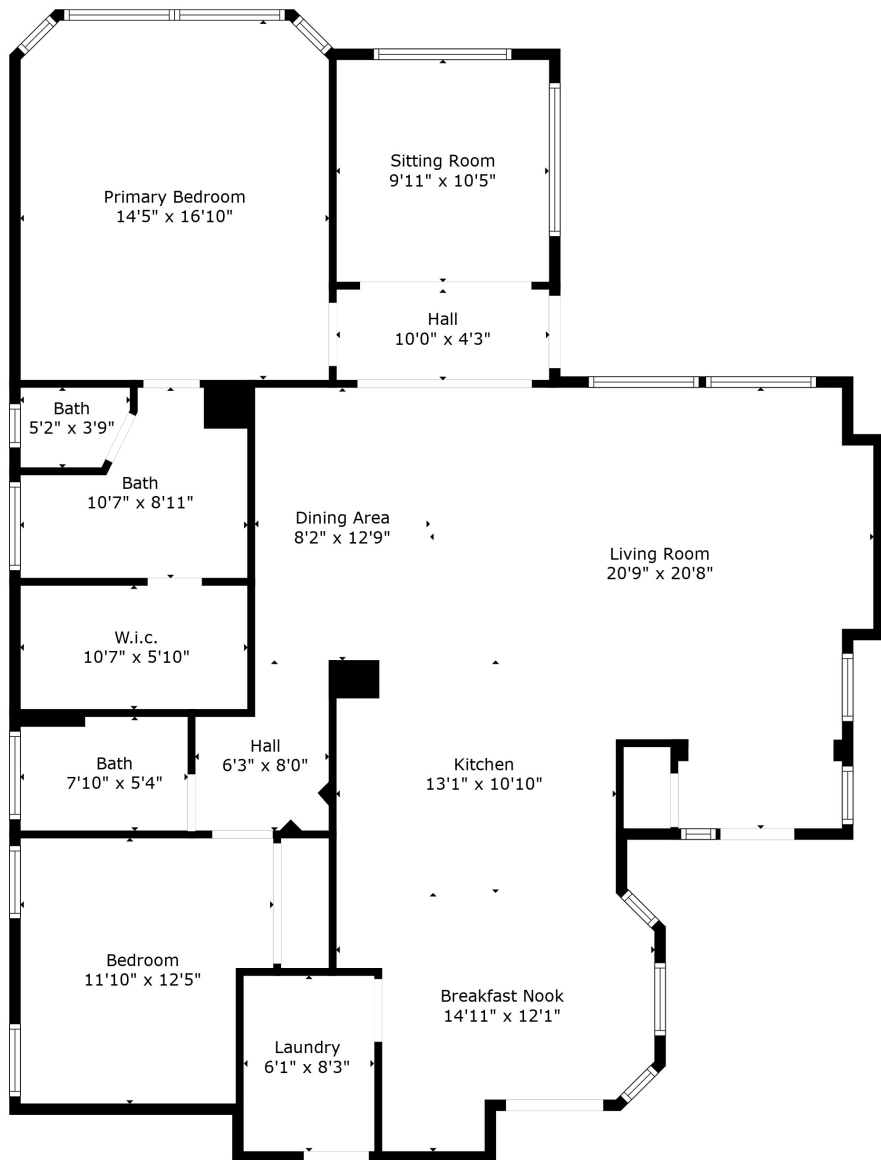 Primary Bedroom
14'5" x 16'10"
Sitting Room
9'11" x 10'5"
Hall
10'0" x 4'3"
Bath
5'2" x 3'9"
Bath
10'7" x 8'11"
Dining Area
8'2" x 12'9"
Living Room
20'9" x 20'8"
W.i.c.
10'7" x 5'10"
Bath
7'10" x 5'4"
Hall
6'3" x 8'0"
Kitchen
13'1" x 10'10"
Bedroom
11'10" x 12'5"
Breakfast Nook
14'11" x 12'1"
Laundry
6'1" x 8'3"